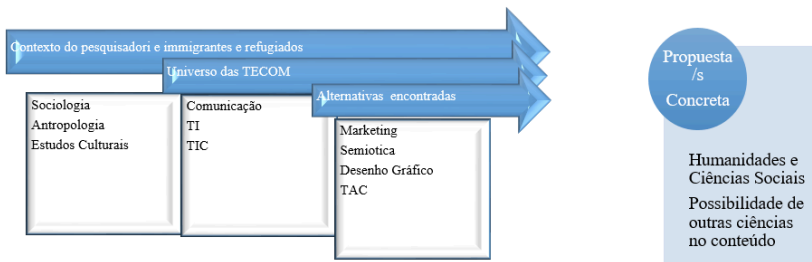 Contexto do pesquisadori e immigrantes e refugiados
Universo das TECOM
Alternativas encontradas
Sociologia
Antropologia
Estudos Culturais
Comunicação
TI
TIC
Marketing
Semiotica
Desenho Gráfico
TAC
Propuesta
/s
Concreta
Humanidades e
Ciências Sociais
Possibilidade de
outras ciências
no conteúdo